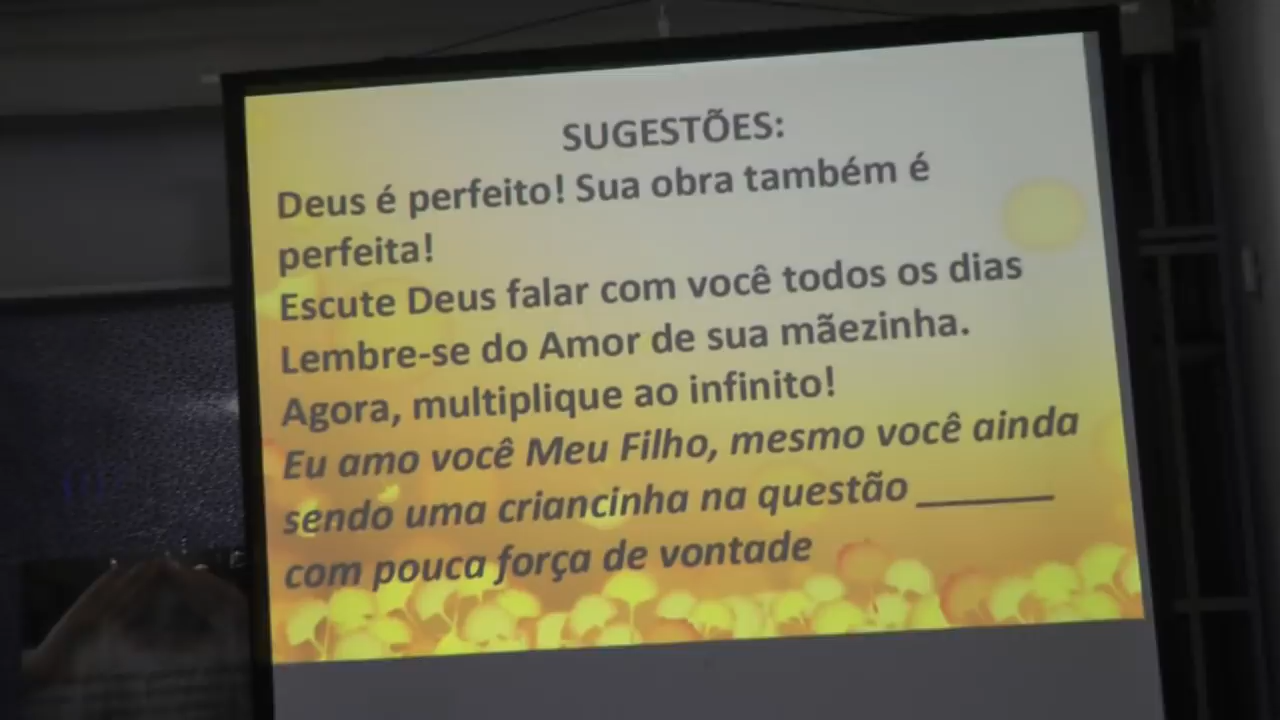 SUGESTÕES:
Deus é perfeito! Sua obra também é
perfeita!
Escute Deus falar com você todos os dias
Lembre-se do Amor de sua mãezinha.
Agora, multiplique ao infinito!
Eu amo você Meu Filho, mesmo você ainda
sendo uma criancinha na questão ______
com pouca força de vontade